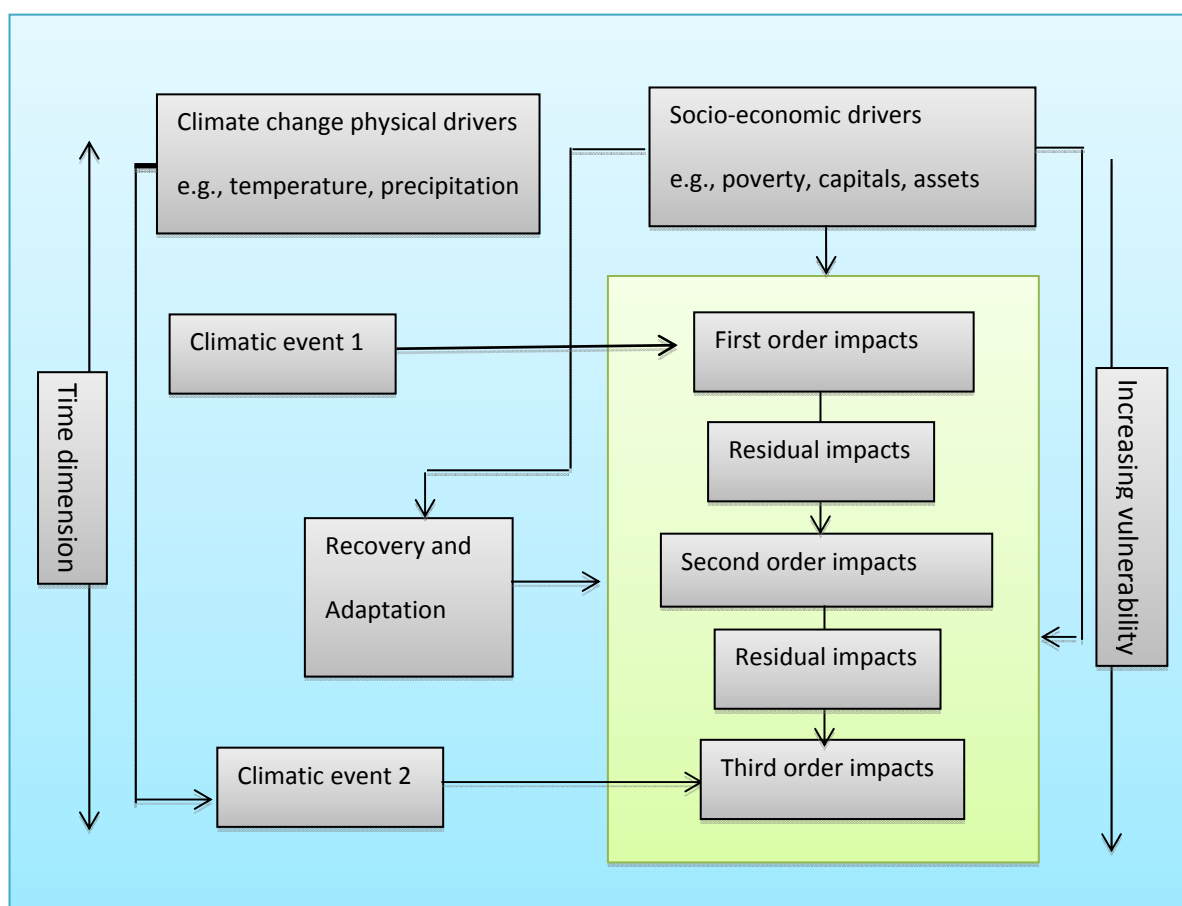 Climate change physical drivers
e.g., temperature, precipitation
Socio-economic drivers
e.g., poverty, capitals, assets
Climatic event 1
First order impacts
Time dimension
Increasing vulnerability
Residual impacts
Recovery and
Adaptation
Second order impacts
Residual impacts
Climatic event 2
Third order impacts